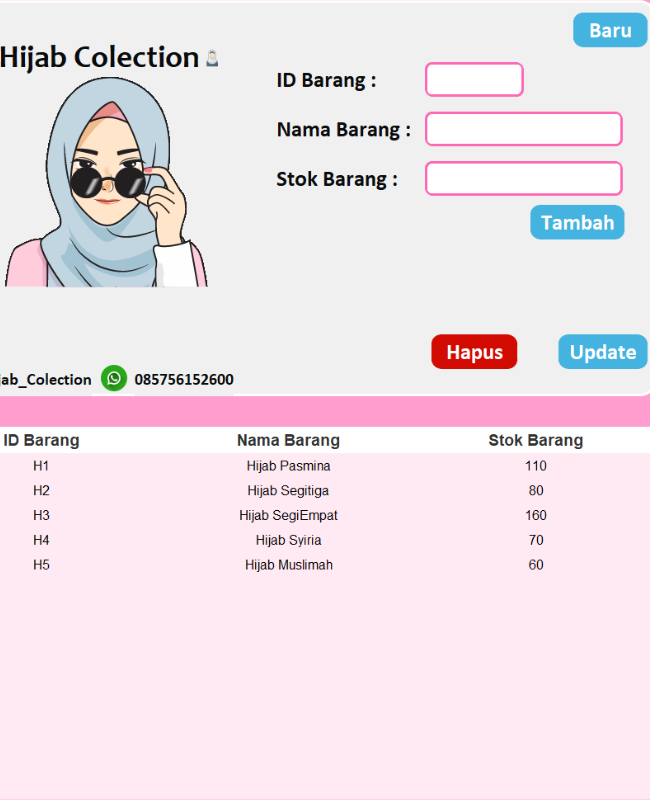 Baru
Hijab Colection
ID Barang :
Nama Barang :
Stok Barang :
Tambah
Hapus Update
jab_Colection 085756152600
ID Barang Nama Barang Stok Barang
H1 Hijab Pasmina 110
H2 Hijab Segitiga 80
H3 Hijab SegiEmpat 160
H4 Hijab Syiria 70
H5 Hijab Muslimah 60